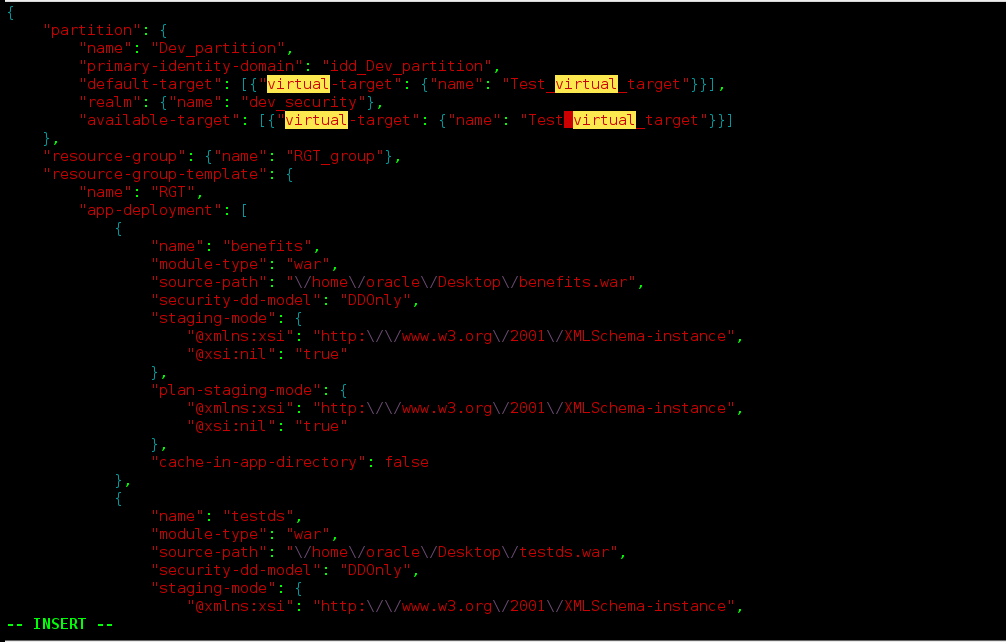 {
    "partition": {
        "name": "Dev_partition",
        "primary-identity-domain": "idd_Dev_partition",
        "default-target": [{"virtual-target": {"name": "Test_virtual_target"}}],
        "realm": {"name": "dev_security"},
        "available-target": [{"virtual-target": {"name": "Test_virtual_target"}}]
    },
    "resource-group": {"name": "RGT_group"},
    "resource-group-template": {
        "name": "RGT",
        "app-deployment": [
            {
                "name": "benefits",
                "module-type": "war",
                "source-path": "\/home\/oracle\/Desktop\/benefits.war",
                "security-dd-model": "DDOnly",
                "staging-mode": {
                    "@xmlns:xsi": "http:\/\/www.w3.org\/2001\/XMLSchema-instance",
                    "@xsi:nil": "true"
                },
                "plan-staging-mode": {
                    "@xmlns:xsi": "http:\/\/www.w3.org\/2001\/XMLSchema-instance",
                    "@xsi:nil": "true"
                },
                "cache-in-app-directory": false
            },
            {
                "name": "testds",
                "module-type": "war",
                "source-path": "\/home\/oracle\/Desktop\/testds.war",
                "security-dd-model": "DDOnly",
                "staging-mode": {
                    "@xmlns:xsi": "http:\/\/www.w3.org\/2001\/XMLSchema-instance",
-- INSERT --